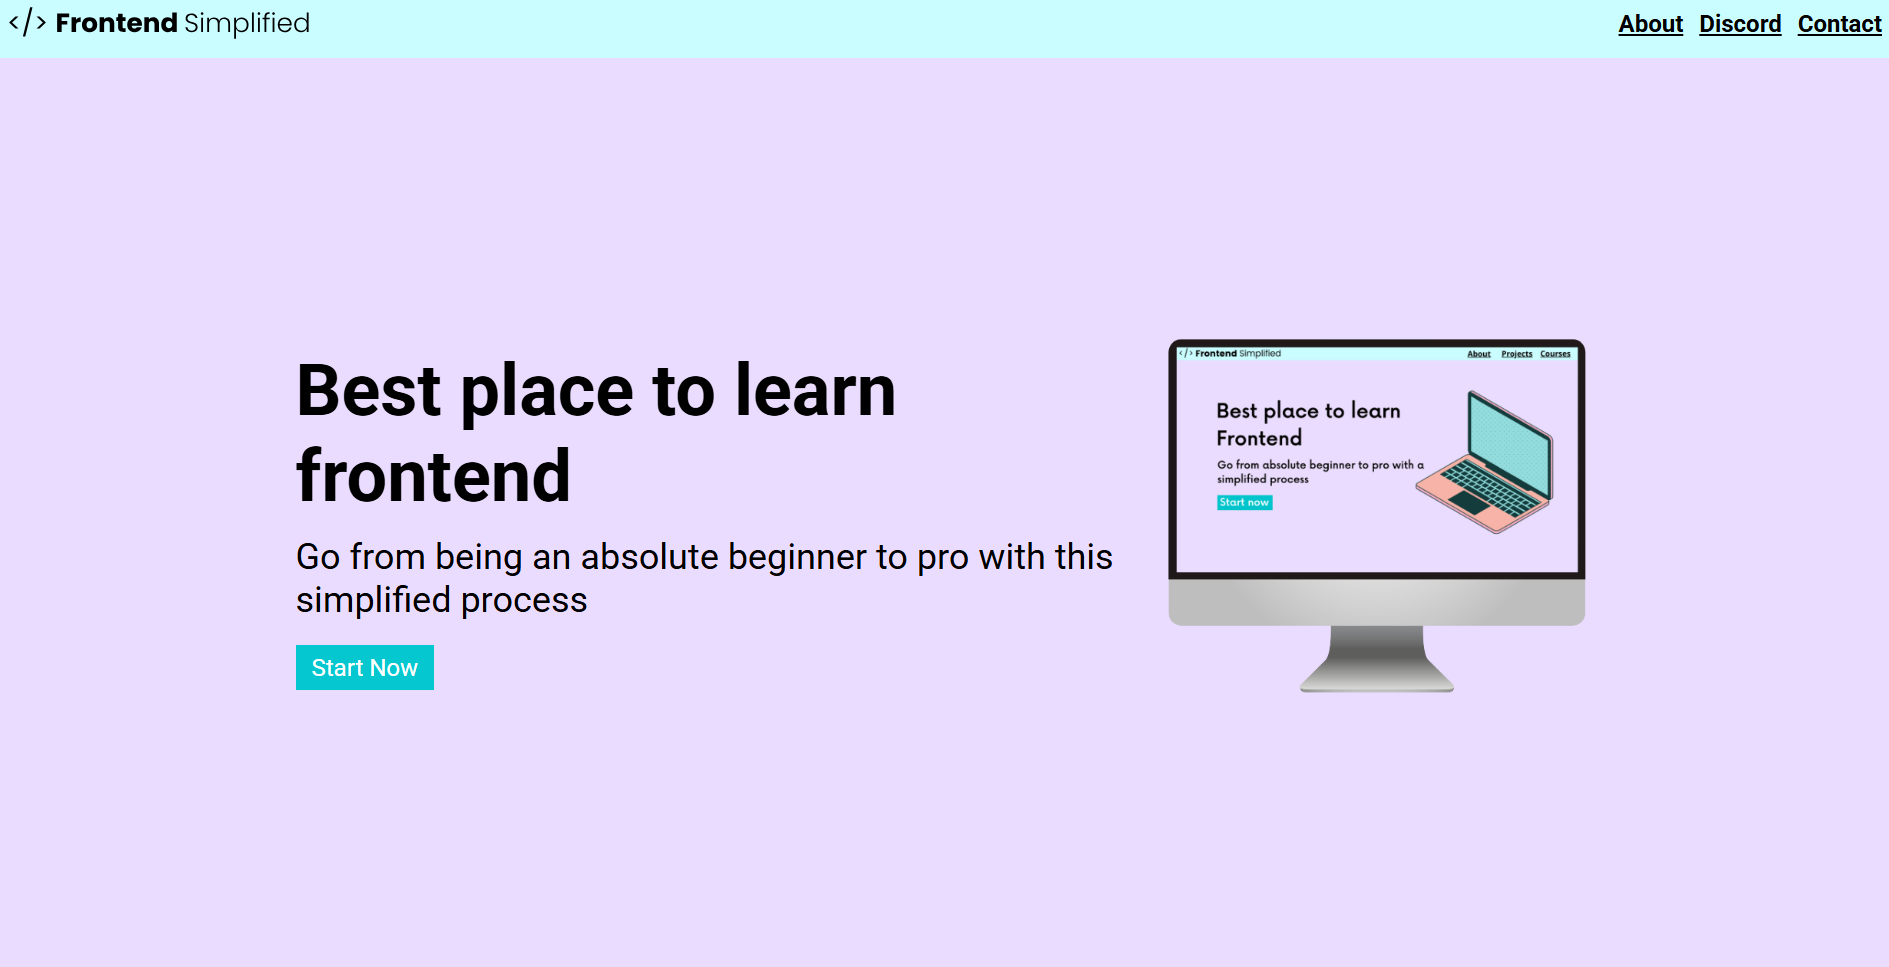 </> Frontend Simplified
About Discord Contact
Best place to learn
frontend
Go from being an absolute beginner to pro with this
simplified process
Start Now
</> Frontend Simplified
About Projects Courses
Best place to learn
Frontend
Go from absolute beginner to pro with a
simplified process
Start now